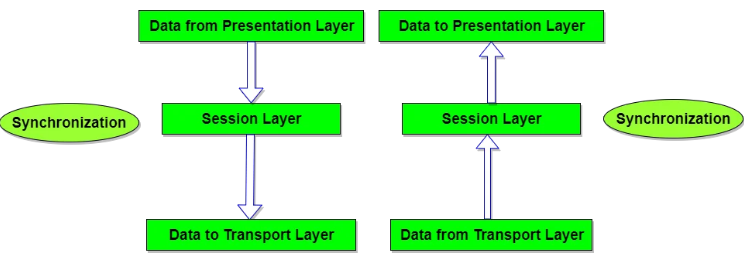 Data from Presentation Layer
Data to Presentation Layer
Synchronization
Session Layer
Session Layer
Synchronization
Data to Transport Layer
Data from Transport Layer